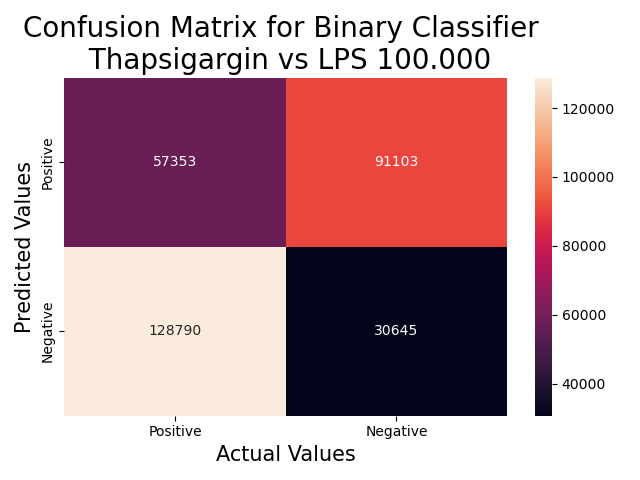 Confusion Matrix for Binary Classifier
Thapsigargin vs LPS 100.000
Predicted Values
Positive
57353
91103
Negative
128790
30645
Positive
Negative
Actual Values
120000
100000
80000
60000
40000